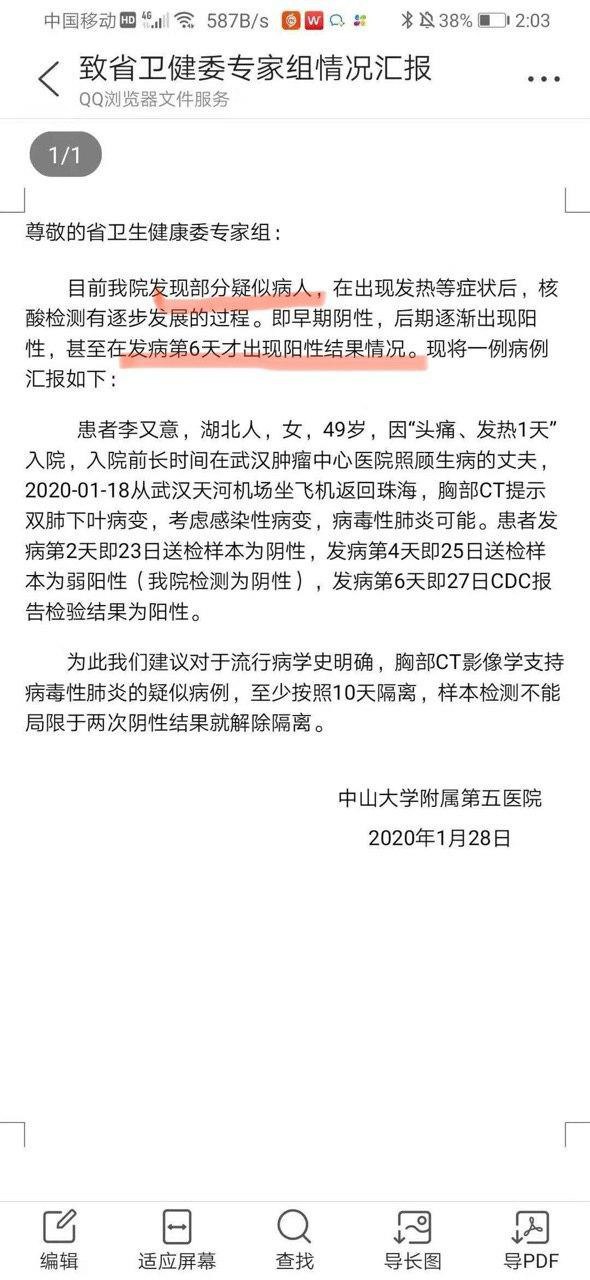 中国移动 HD 4G 587B/s W 38% 2:03
致省卫健委专家组情况汇报
QQ浏览器文件服务
1/1
尊敬的省卫生健康委专家组:
目前我院发现部分疑似病人,在出现发热等症状后,核
酸检测有逐步发展的过程。即早期阴性,后期逐渐出现阳
性,甚至在发病第6天才出现阳性结果情况。现将一例病例
汇报如下:
患者李又意,湖北人,女,49岁,因“头痛、发热1天”
入院,入院前长时间在武汉肿瘤中心医院照顾生病的丈夫,
2020-01-18从武汉天河机场坐飞机返回珠海,胸部CT提示
双肺下叶病变,考虑感染性病变,病毒性肺炎可能。患者发
病第2天即23日送检样本为阴性,发病第4天即25日送检样
本为弱阳性(我院检测为阴性),发病第6天即27日CDC报
告检验结果为阳性。
为此我们建议对于流行病学史明确,胸部CT影像学支持
病毒性肺炎的疑似病例,至少按照10天隔离,样本检测不能
局限于两次阴性结果就解除隔离。
中山大学附属第五医院
2020年1月28日
编辑 适应屏幕 查找 导长图 导PDF